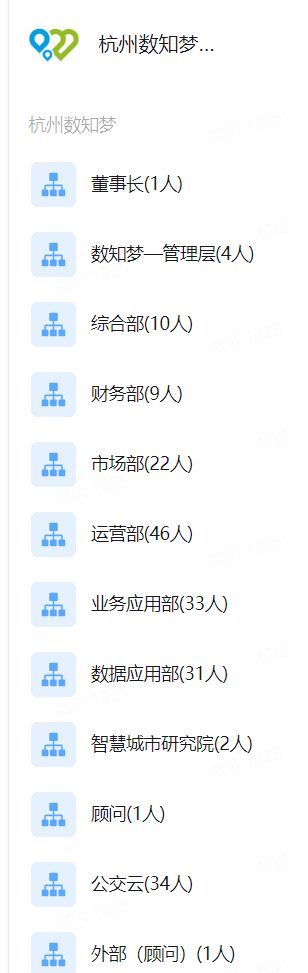 杭州数知梦...
杭州数知梦
董事长(1人)
数知梦—管理层(4人)
综合部(10人)
财务部(9人)
市场部(22人)
运营部(46人)
业务应用部(33人)
数据应用部(31人)
智慧城市研究院(2人)
顾问(1人)
公交云(34人)
外部（顾问）(1人)